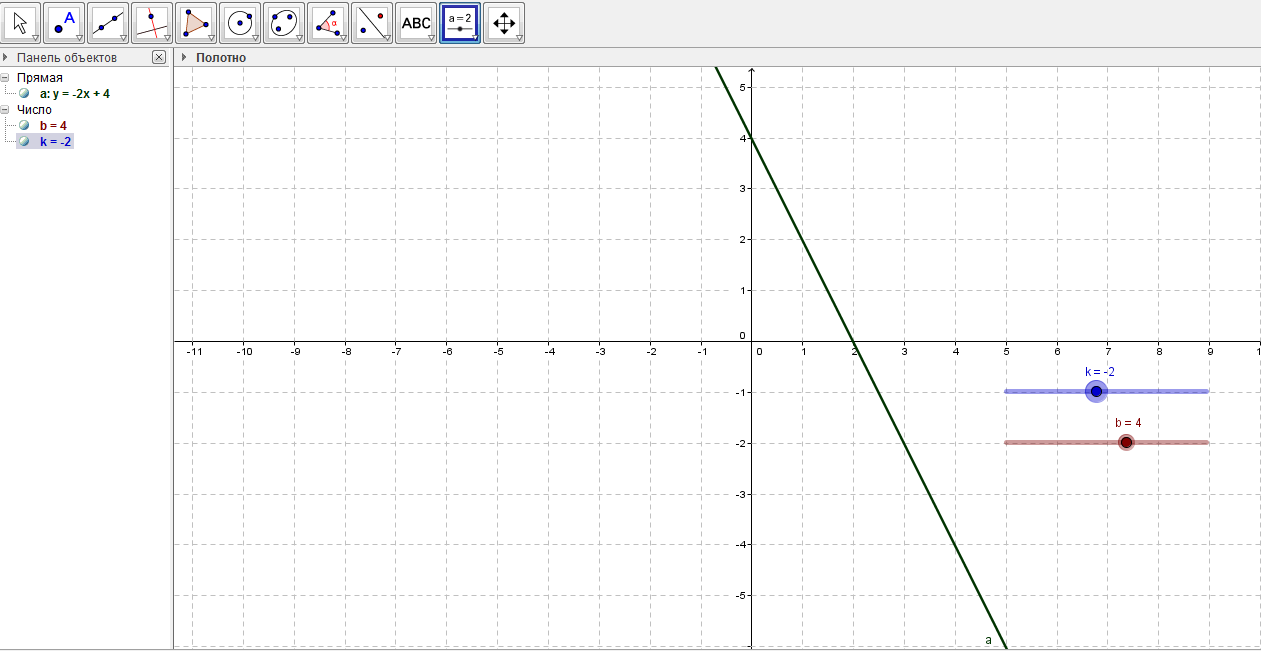 A α ABC a = 2
Панель объектов
Полотно
Прямая
a: y = -2x + 4
Число
b = 4
k = -2
5
4
3
2
1
0
-11 -10 -9 -8 -7 -6 -5 -4 -3 -2 -1 0 1 2 3 4 5 6 7 8 9 1
k = -2
-1
b = 4
-2
-3
-4
-5
a